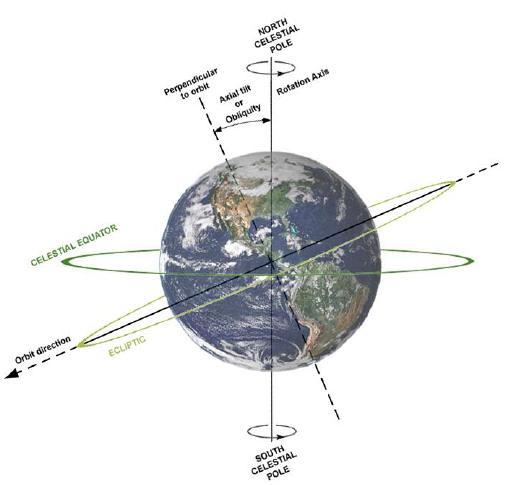 NORTH
CELESTIAL
POLE
Perpendicular
to orbit
Axial tilt
or
Obliquity
Rotation Axis
CELESTIAL EQUATOR
Orbit direction
ECLIPTIC
SOUTH
CELESTIAL
POLE